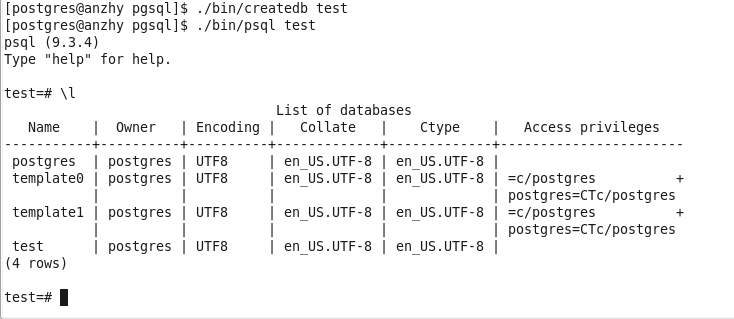 [postgres@anzhy pgsql]$ ./bin/createdb test
[postgres@anzhy pgsql]$ ./bin/psql test
psql (9.3.4)
Type "help" for help.

test=# \l
                                  List of databases
   Name    |  Owner   | Encoding |   Collate   |    Ctype    |   Access privileges
-----------+----------+----------+-------------+-------------+-----------------------
 postgres  | postgres | UTF8     | en_US.UTF-8 | en_US.UTF-8 |
 template0 | postgres | UTF8     | en_US.UTF-8 | en_US.UTF-8 | =c/postgres          +
           |          |          |             |             | postgres=CTc/postgres
 template1 | postgres | UTF8     | en_US.UTF-8 | en_US.UTF-8 | =c/postgres          +
           |          |          |             |             | postgres=CTc/postgres
 test      | postgres | UTF8     | en_US.UTF-8 | en_US.UTF-8 |
(4 rows)

test=#